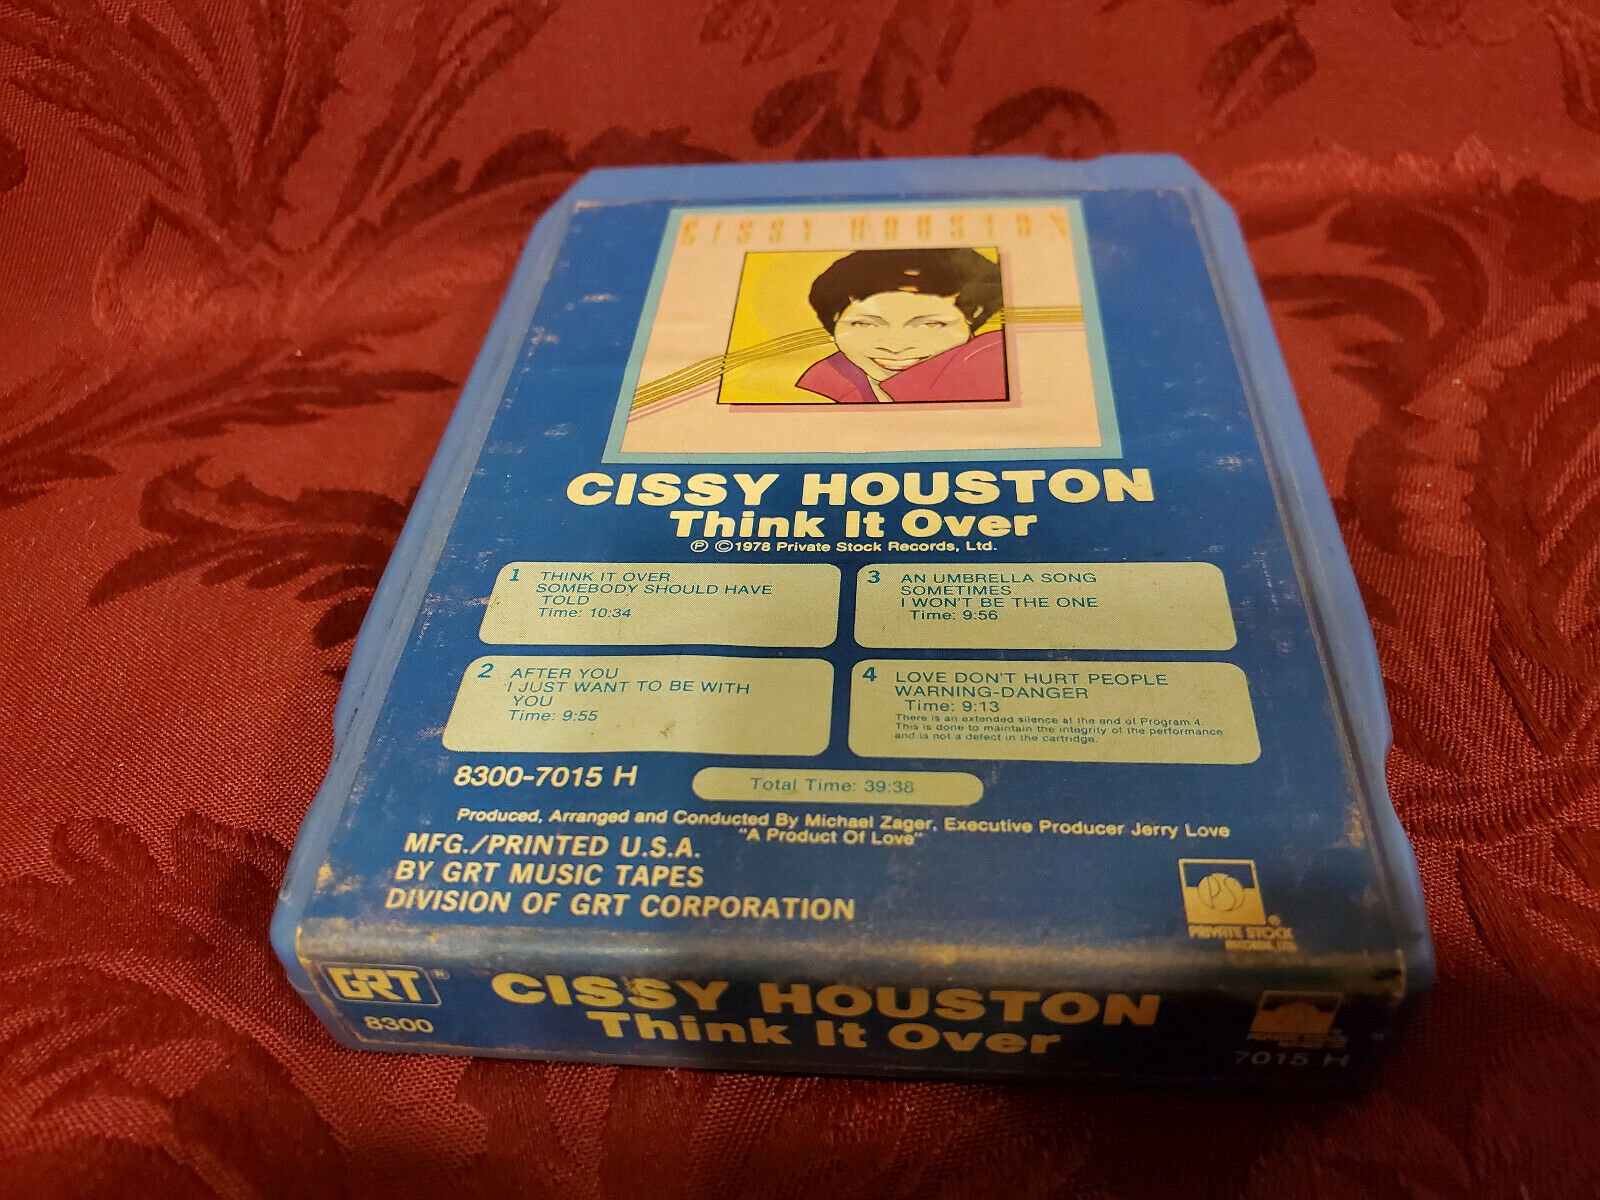 CISSY HOUSTON
CISSY HOUSTON
Think It Over
Ⓟ ©1978 Private Stock Records, Ltd.
1 THINK IT OVER
SOMEBODY SHOULD HAVE
TOLD
Time: 10:34
2 AFTER YOU
I JUST WANT TO BE WITH
YOU
Time: 9:55
3 AN UMBRELLA SONG
SOMETIMES
I WON'T BE THE ONE
Time: 9:56
4 LOVE DON'T HURT PEOPLE
WARNING-DANGER
Time: 9:13
There is an extended silence at the end of Program 4.
This is done to maintain the integrity of the performance
and is not a defect in the cartridge.
8300-7015 H
Total Time: 39:38
Produced, Arranged and Conducted By Michael Zager, Executive Producer Jerry Love
"A Product Of Love"
MFG./PRINTED U.S.A.
BY GRT MUSIC TAPES
DIVISION OF GRT CORPORATION
PS
®
PRIVATE STOCK
RECORDS, LTD.
GRT®
8300
CISSY HOUSTON
Think It Over
7015 H